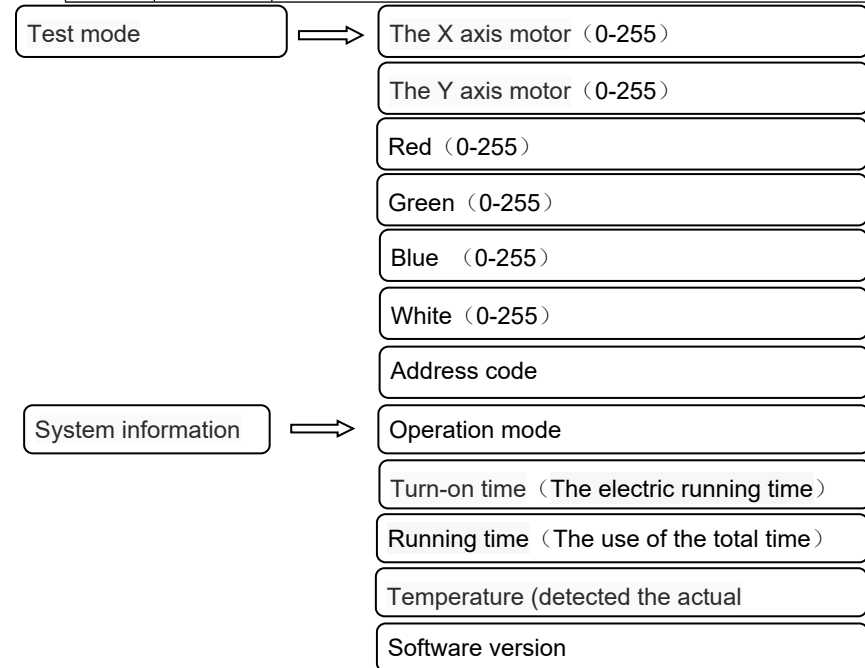 Test mode
The X axis motor（0-255）
The Y axis motor（0-255）
Red（0-255）
Green（0-255）
Blue （0-255）
White（0-255）
Address code
System information
Operation mode
Turn-on time（The electric running time）
Running time（The use of the total time）
Temperature (detected the actual
Software version